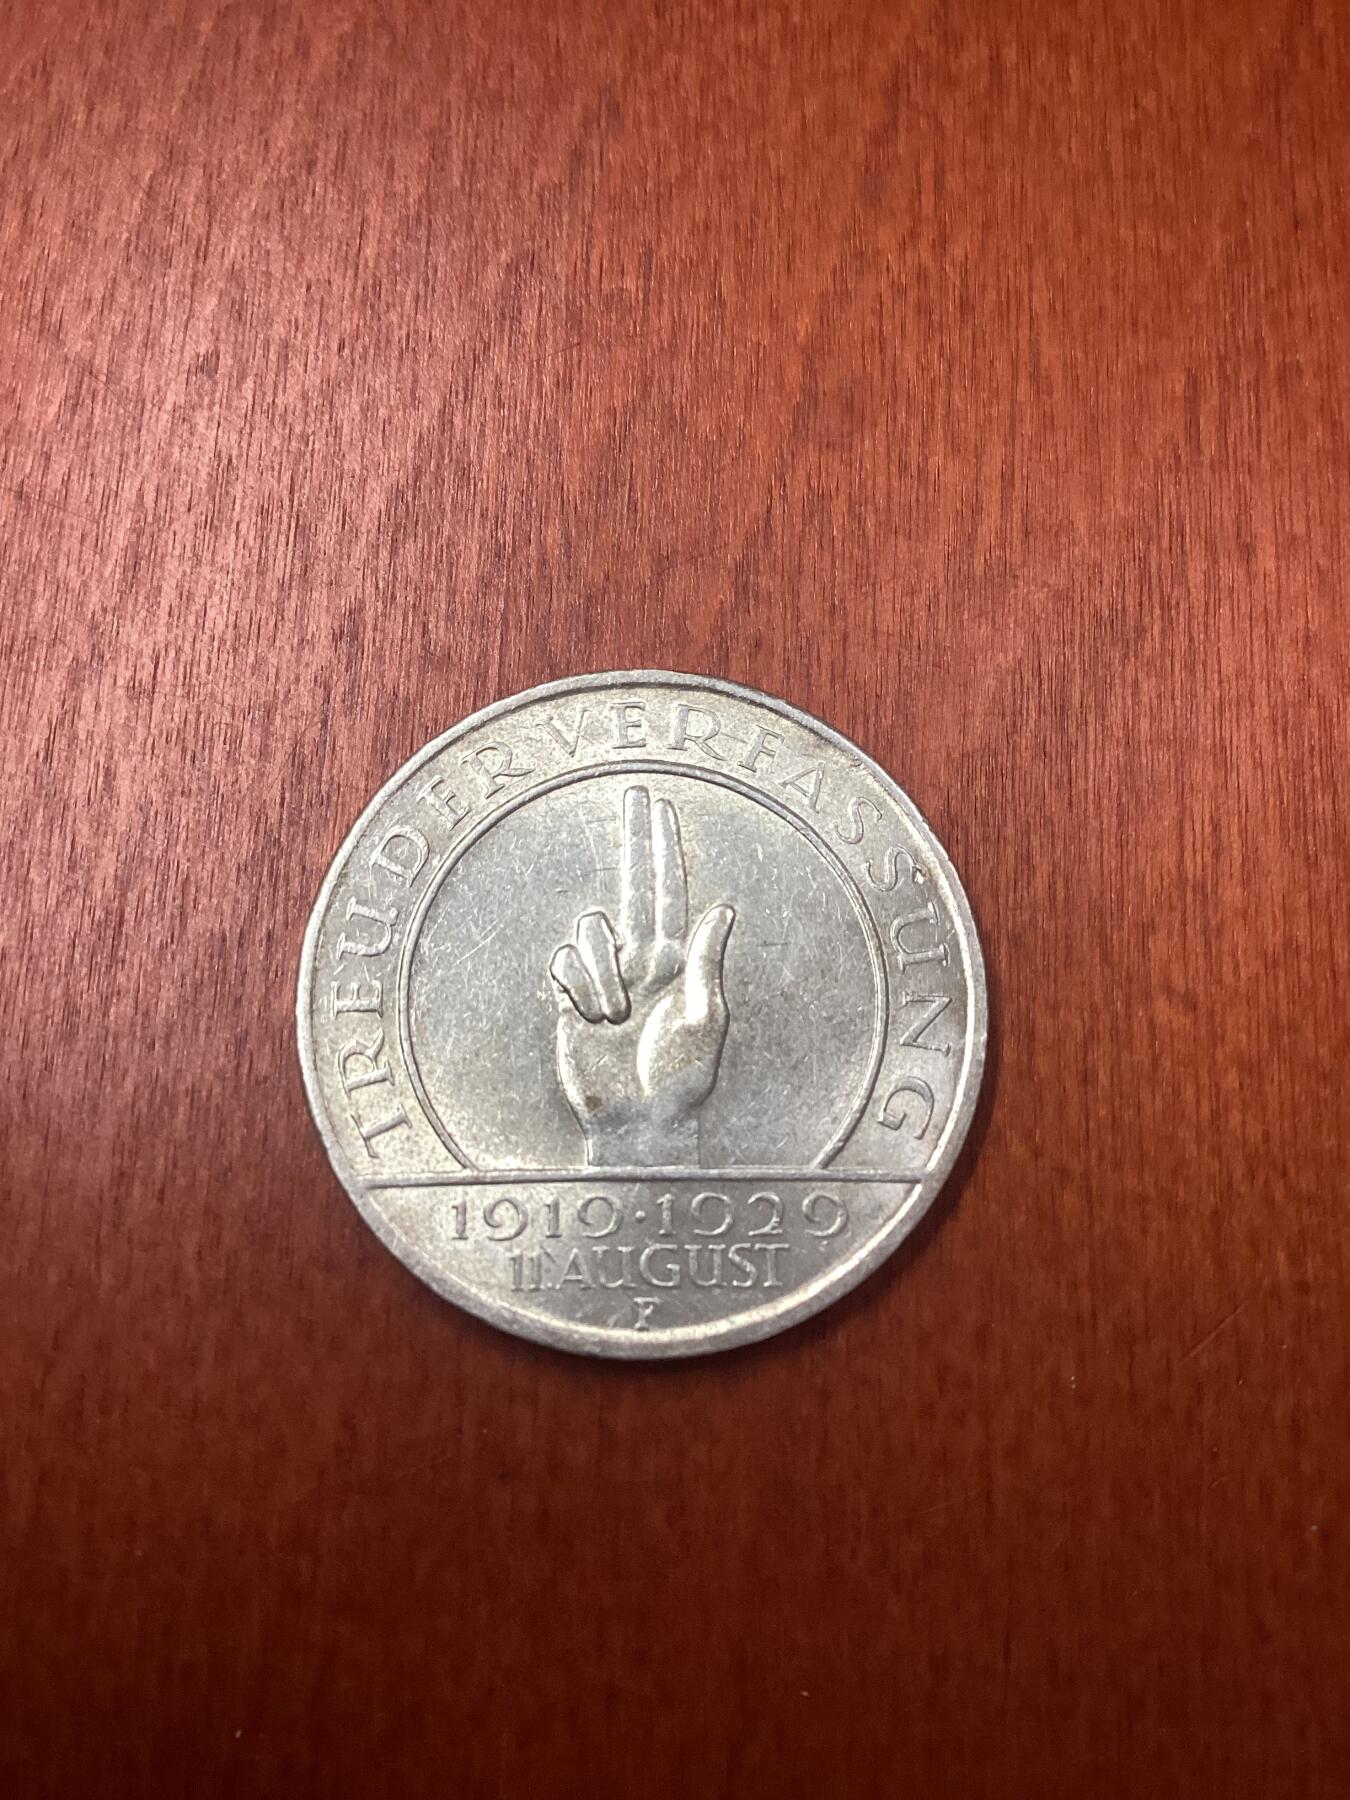 TREU DER VERFASSUNG
1919·1929
11 AUGUST
F